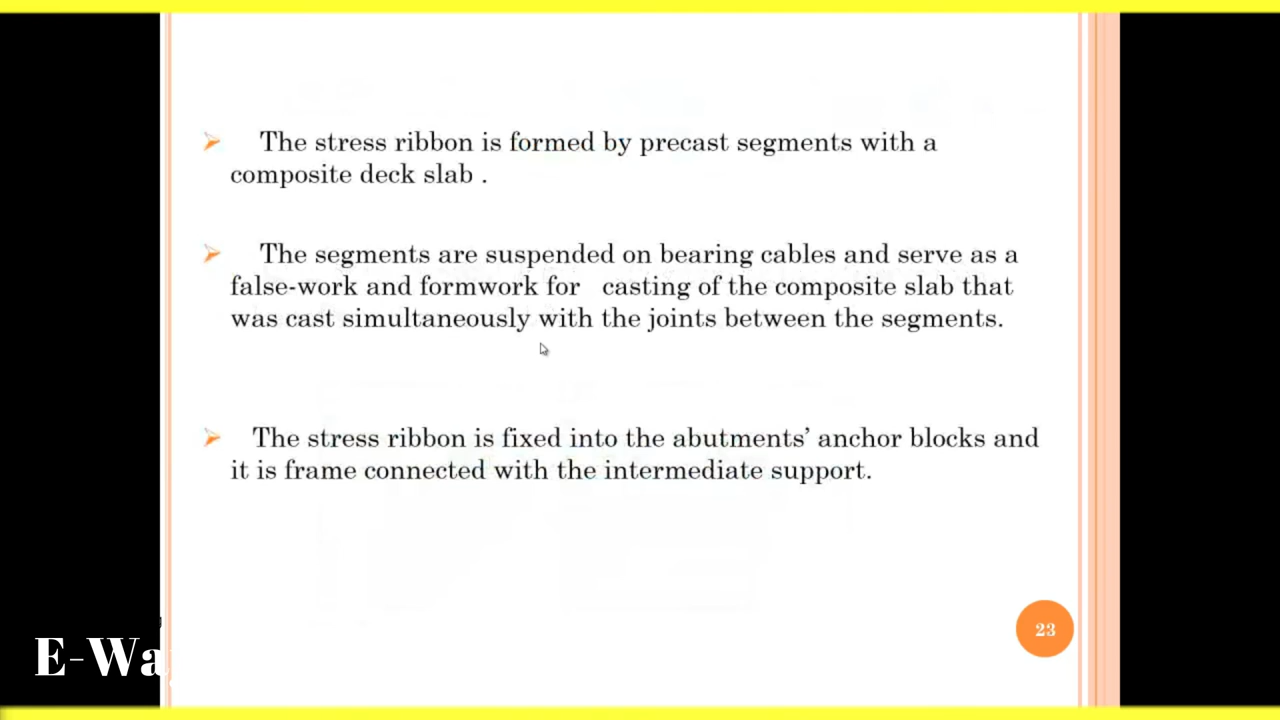 The stress ribbon is formed by precast segments with a
composite deck slab .
The segments are suspended on bearing cables and serve as a
false-work and formwork for casting of the composite slab that
was cast simultaneously with the joints between the segments.
The stress ribbon is fixed into the abutments’ anchor blocks and
it is frame connected with the intermediate support.
23